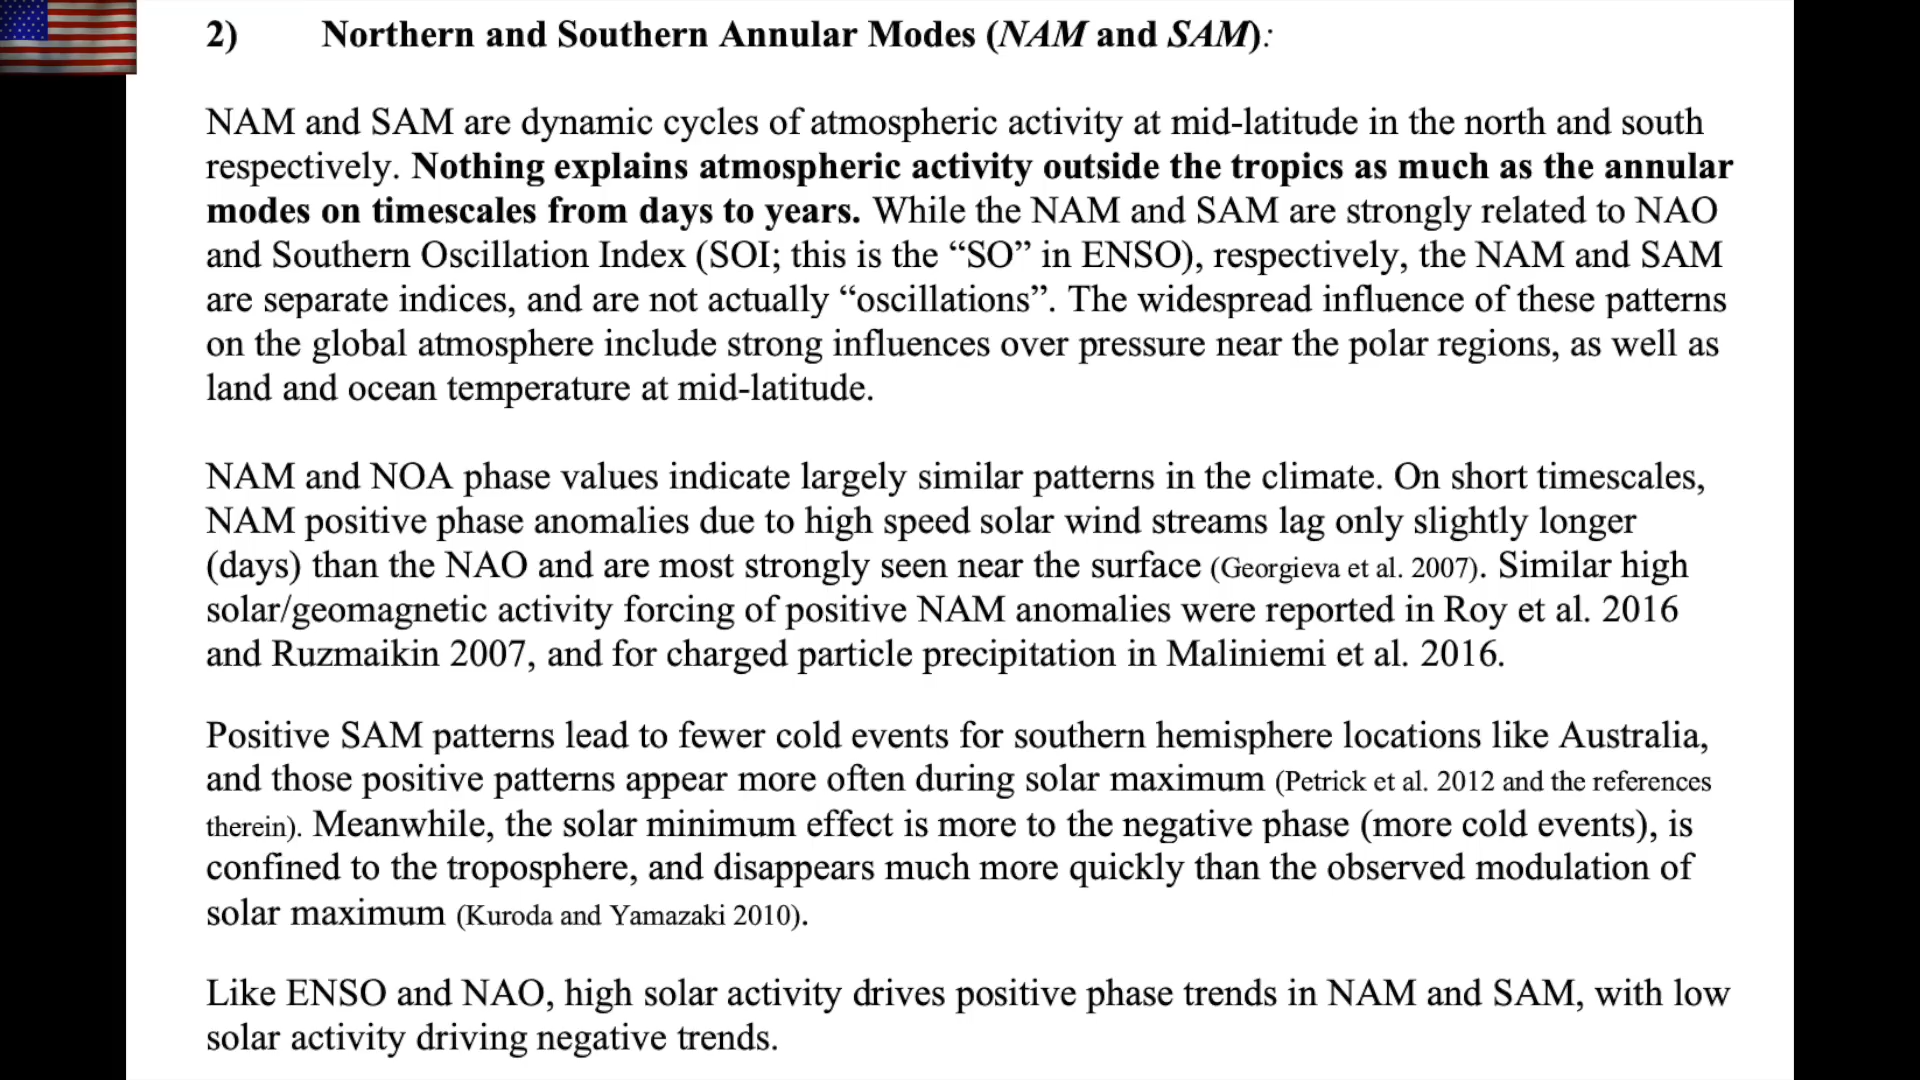 2) Northern and Southern Annular Modes (NAM and SAM):
NAM and SAM are dynamic cycles of atmospheric activity at mid-latitude in the north and south
respectively. Nothing explains atmospheric activity outside the tropics as much as the annular
modes on timescales from days to years. While the NAM and SAM are strongly related to NAO
and Southern Oscillation Index (SOI; this is the “SO” in ENSO), respectively, the NAM and SAM
are separate indices, and are not actually “oscillations”. The widespread influence of these patterns
on the global atmosphere include strong influences over pressure near the polar regions, as well as
land and ocean temperature at mid-latitude.
NAM and NOA phase values indicate largely similar patterns in the climate. On short timescales,
NAM positive phase anomalies due to high speed solar wind streams lag only slightly longer
(days) than the NAO and are most strongly seen near the surface (Georgieva et al. 2007). Similar high
solar/geomagnetic activity forcing of positive NAM anomalies were reported in Roy et al. 2016
and Ruzmaikin 2007, and for charged particle precipitation in Maliniemi et al. 2016.
Positive SAM patterns lead to fewer cold events for southern hemisphere locations like Australia,
and those positive patterns appear more often during solar maximum (Petrick et al. 2012 and the references
therein). Meanwhile, the solar minimum effect is more to the negative phase (more cold events), is
confined to the troposphere, and disappears much more quickly than the observed modulation of
solar maximum (Kuroda and Yamazaki 2010).
Like ENSO and NAO, high solar activity drives positive phase trends in NAM and SAM, with low
solar activity driving negative trends.